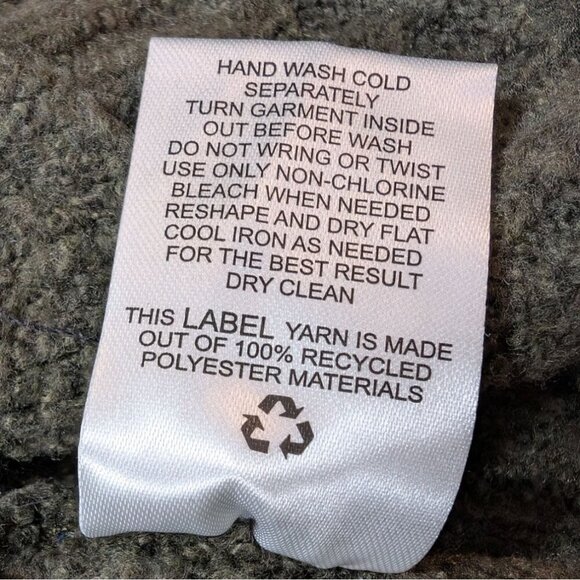 HAND WASH COLD
SEPARATELY
TURN GARMENT INSIDE
OUT BEFORE WASH
DO NOT WRING OR TWIST
USE ONLY NON-CHLORINE
BLEACH WHEN NEEDED
RESHAPE AND DRY FLAT
COOL IRON AS NEEDED
FOR THE BEST RESULT
DRY CLEAN
THIS LABEL YARN IS MADE
OUT OF 100% RECYCLED
POLYESTER MATERIALS